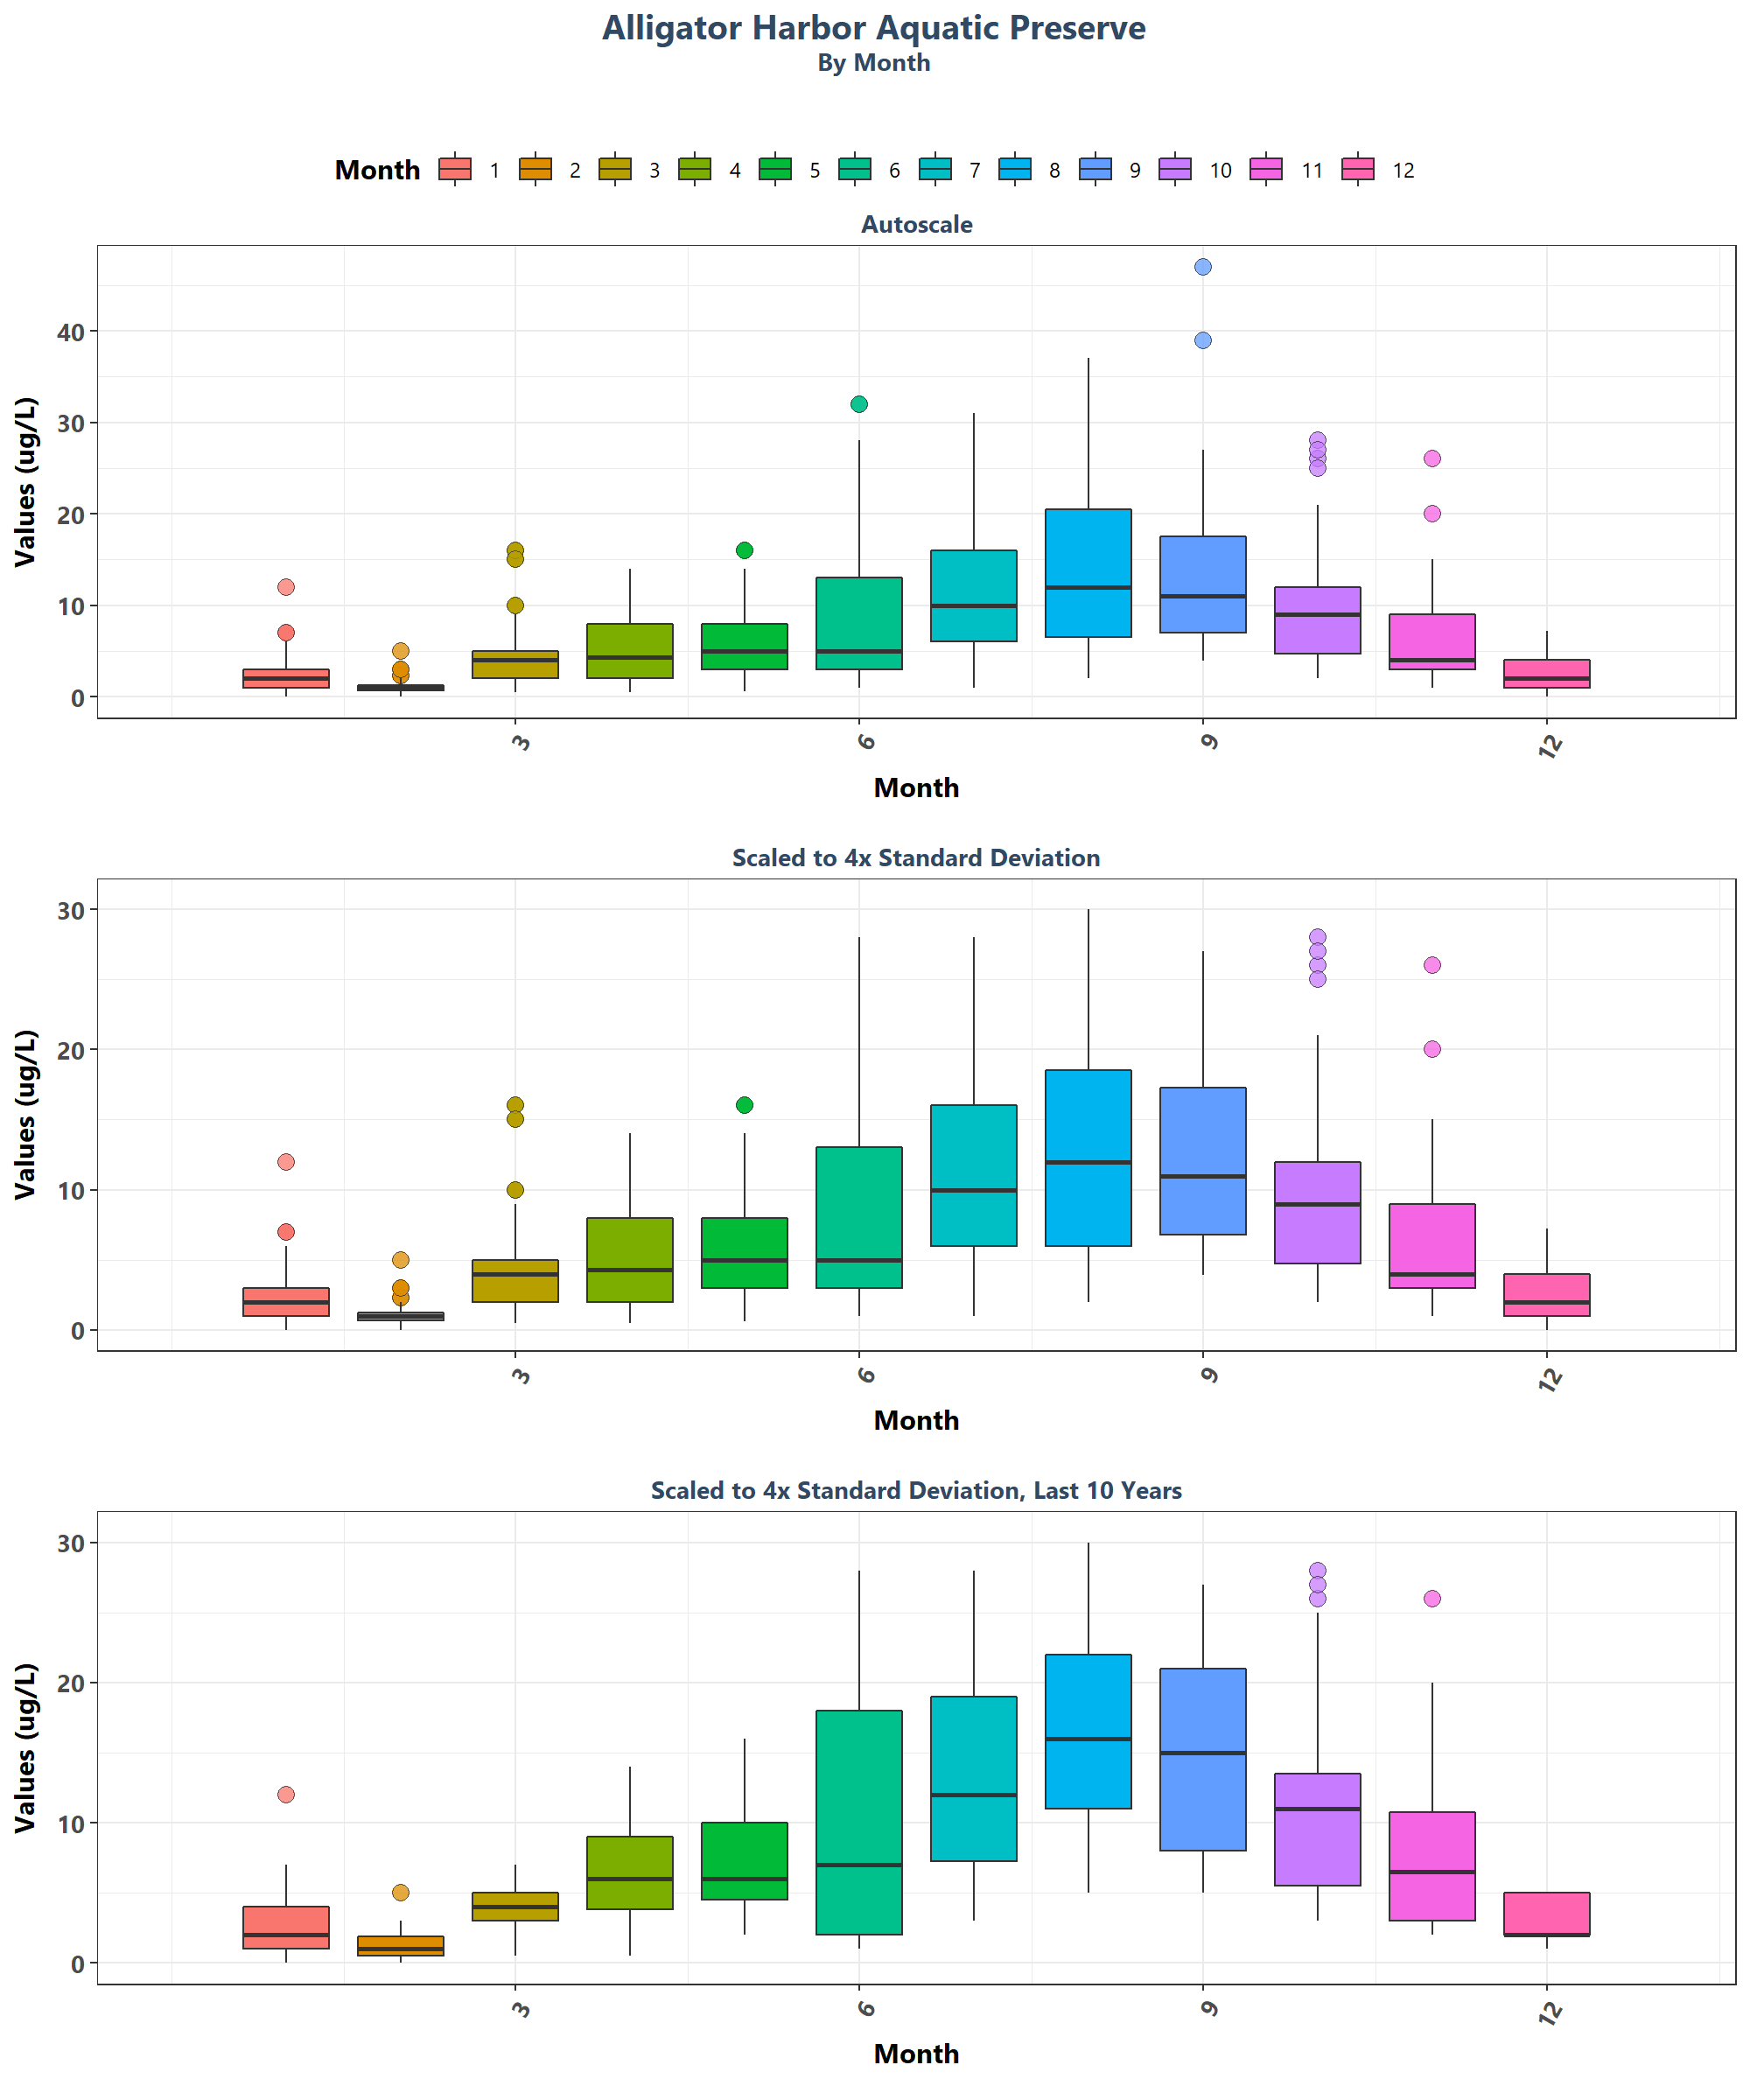 Alligator Harbor Aquatic Preserve
By Month
Month 1 2 3 4 5 6 7 8 9 10 11 12
Autoscale
Values (ug/L)
40
30
20
10
0
3 6 9 12
Month
Scaled to 4x Standard Deviation
Values (ug/L)
30
20
10
0
3 6 9 12
Month
Scaled to 4x Standard Deviation, Last 10 Years
Values (ug/L)
30
20
10
0
3 6 9 12
Month